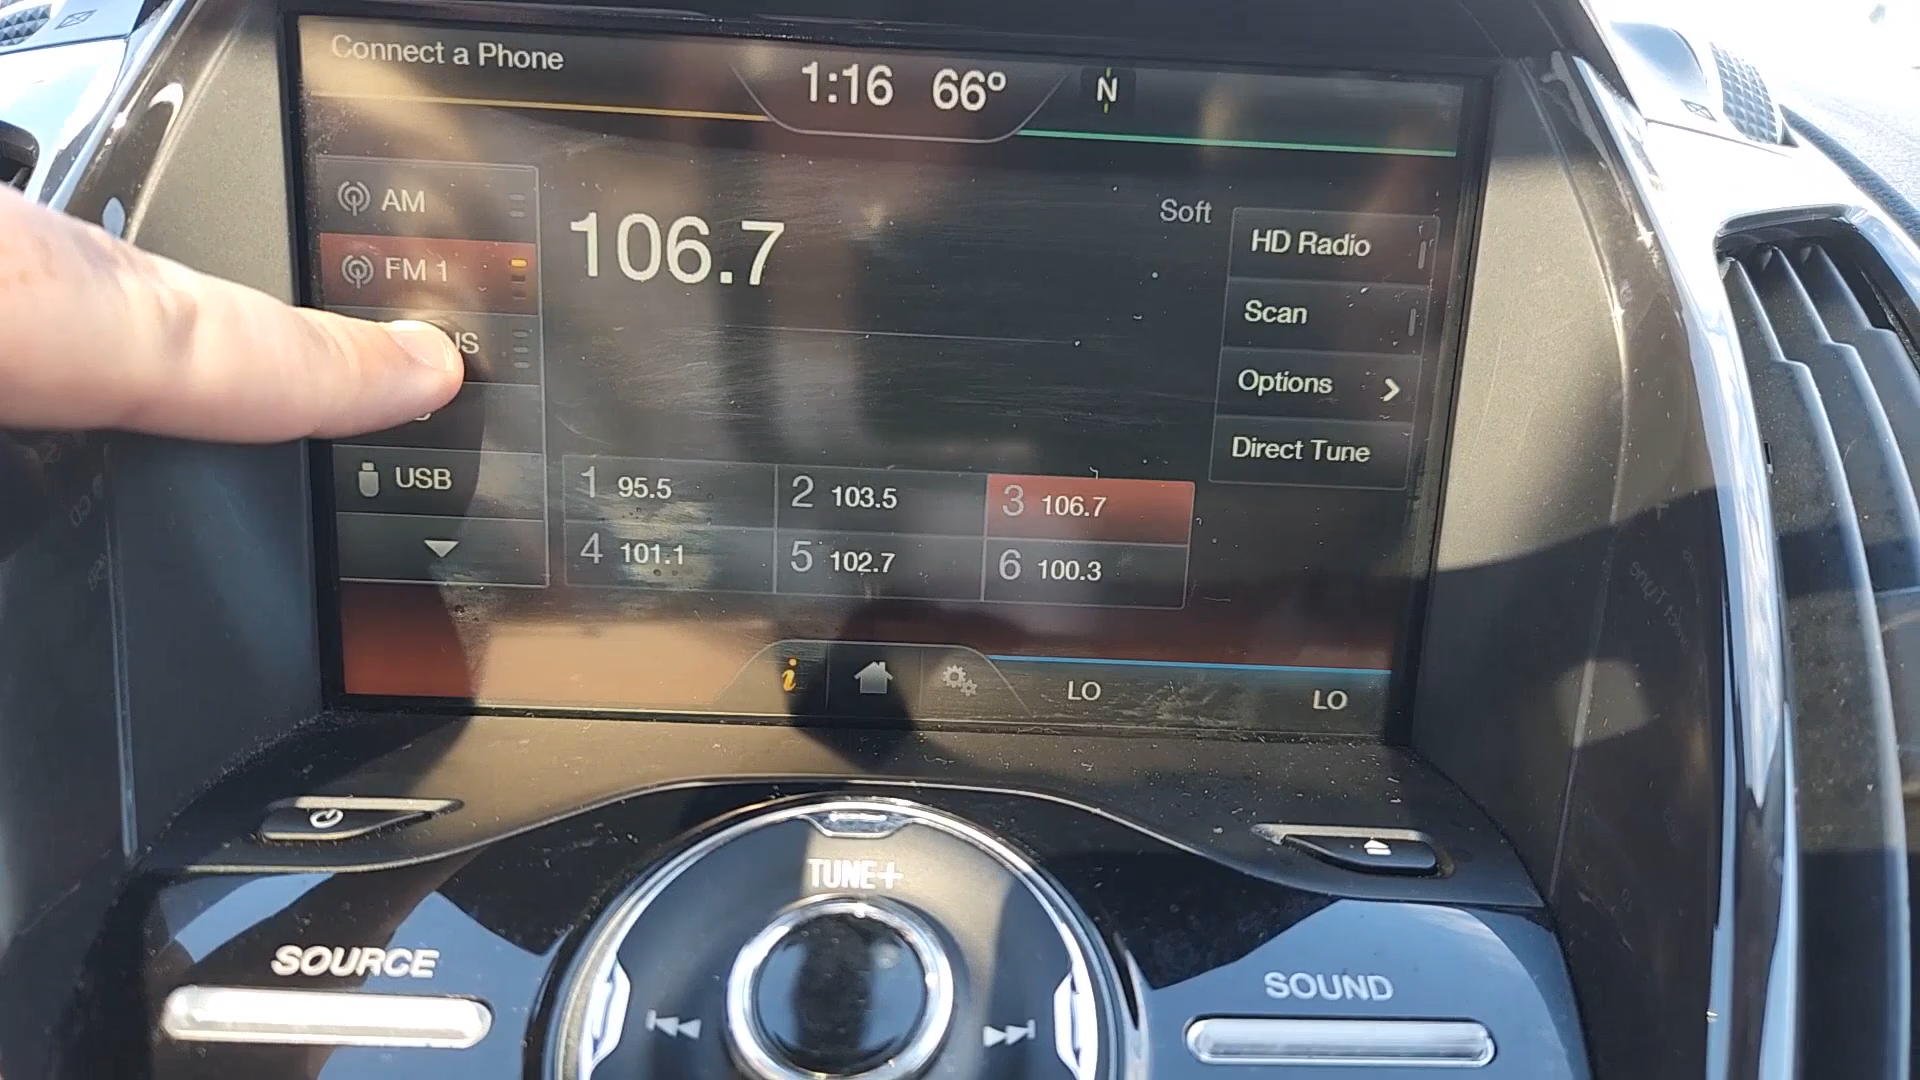 Connect a Phone
1:16 66° N
AM
FM 1
USB
106.7
Soft
HD Radio
Scan
Options
Direct Tune
1 95.5
2 103.5
3 106.7
4 101.1
5 102.7
6 100.3
i
LO
LO
TUNE+
SOURCE
SOUND